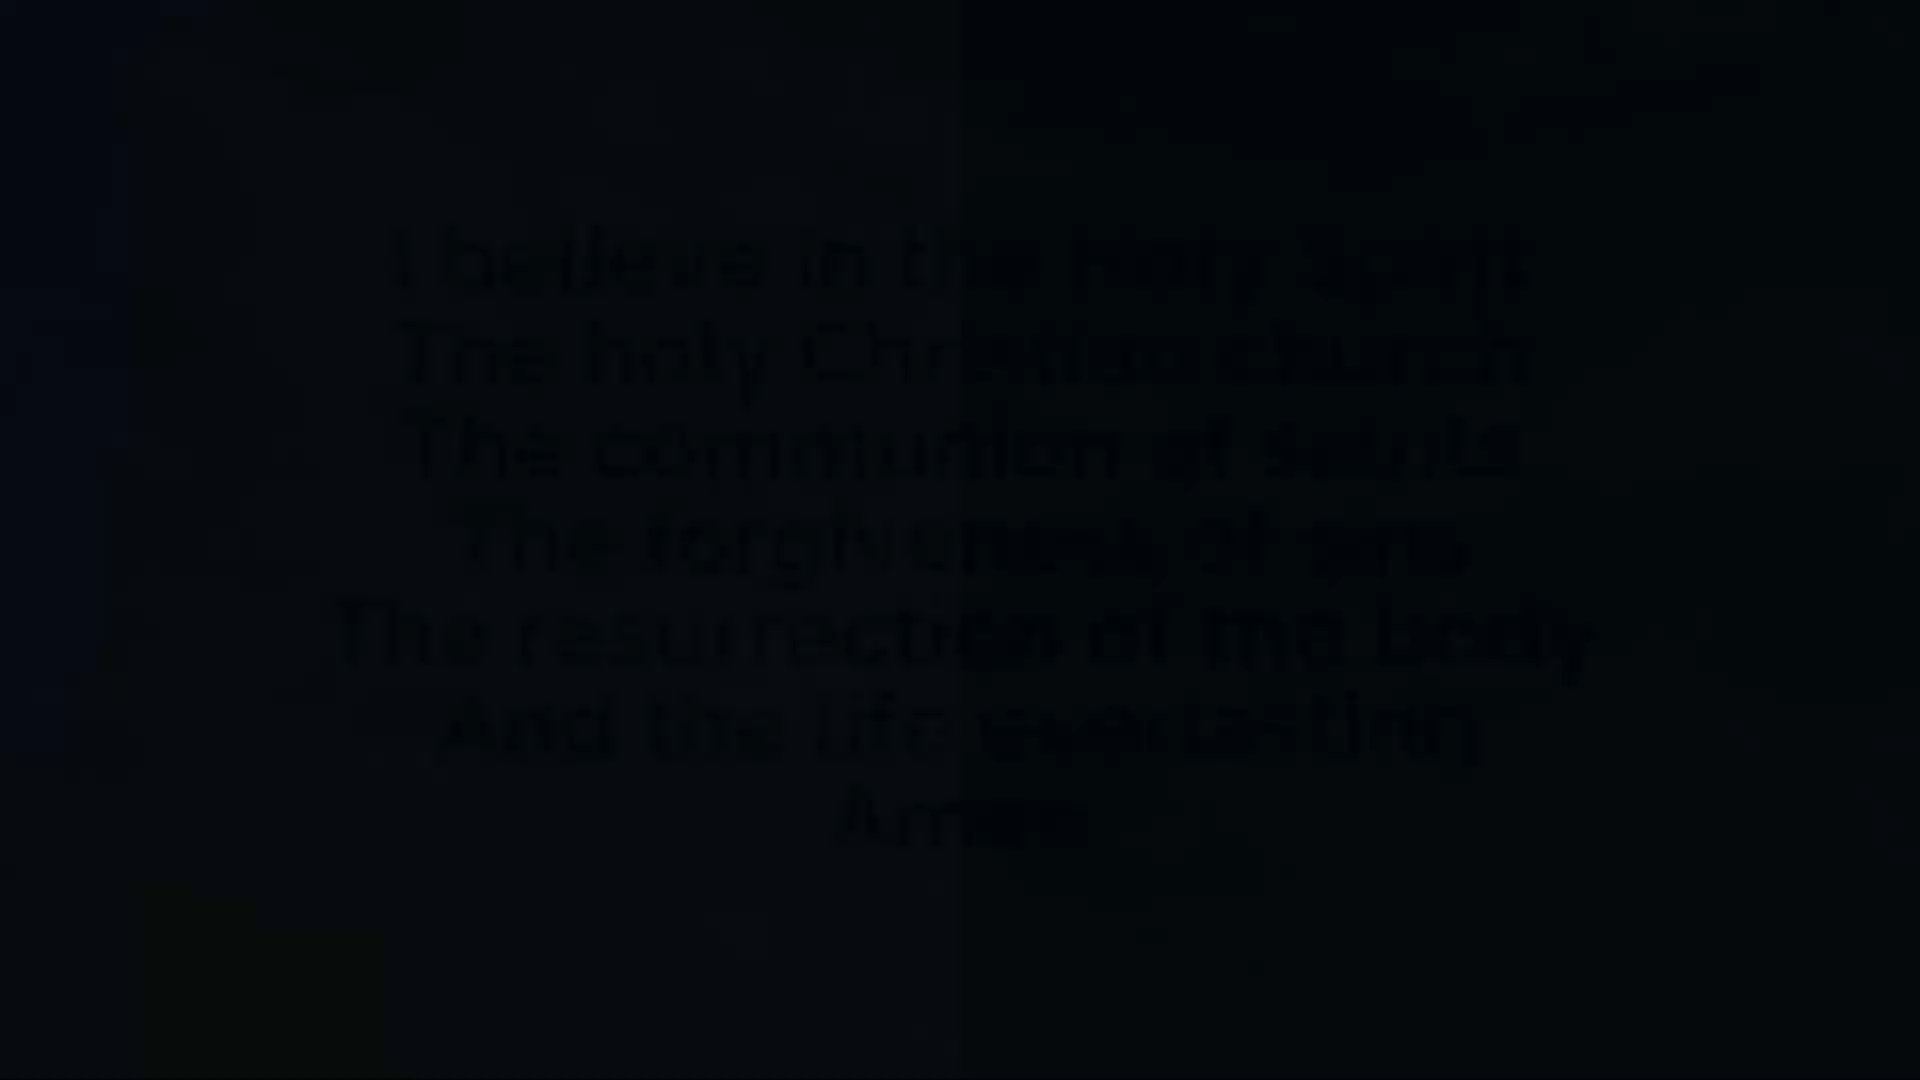 I believe in the Holy Spirit
The holy Christian church
The communion of saints
The forgiveness of sins
The resurrection of the body
And the life everlasting
Amen